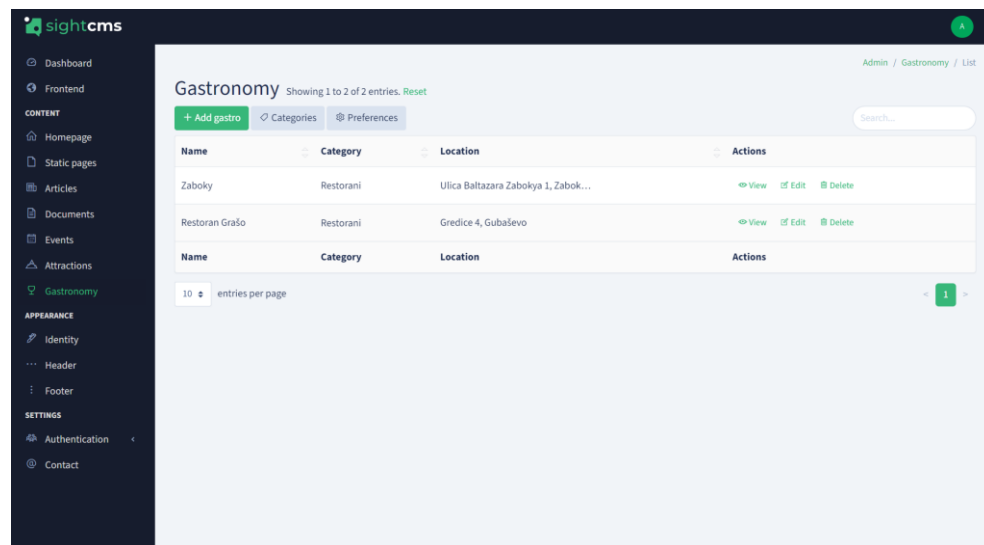 sightcms
A
Dashboard
Frontend
CONTENT
Homepage
Static pages
Articles
Documents
Events
Attractions
Gastronomy
APPEARANCE
Identity
Header
Footer
SETTINGS
Authentication
Contact
Admin / Gastronomy / List
Gastronomy Showing 1 to 2 of 2 entries. Reset
+ Add gastro Categories Preferences Search...
Name Category Location Actions
Zaboky Restorani Ulica Baltazara Zabokya 1, Zabok... View Edit Delete
Restoran Grašo Restorani Gredice 4, Gubaševo View Edit Delete
Name Category Location Actions
10 entries per page < 1 >